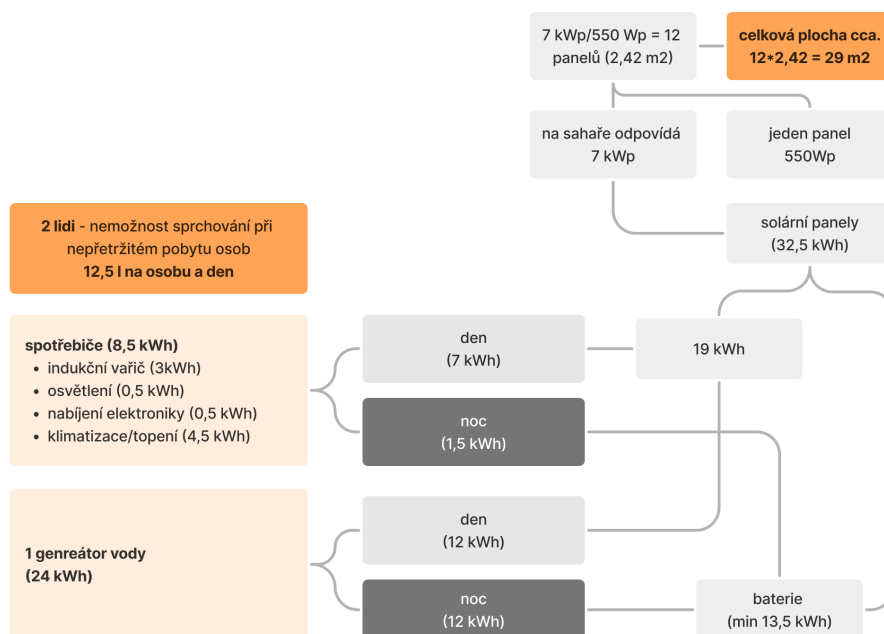 7 kWp/550 Wp = 12
panelů (2,42 m2)
celková plocha cca.
12*2,42 = 29 m2
na sahaře odpovídá
7 kWp
jeden panel
550Wp
2 lidi - nemožnost sprchování při
nepřetržitém pobytu osob
12,5 l na osobu a den
solární panely
(32,5 kWh)
spotřebiče (8,5 kWh)
• indukční vařič (3kWh)
• osvětlení (0,5 kWh)
• nabíjení elektroniky (0,5 kWh)
• klimatizace/topení (4,5 kWh)
den
(7 kWh)
19 kWh
noc
(1,5 kWh)
1 genreátor vody
(24 kWh)
den
(12 kWh)
noc
(12 kWh)
baterie
(min 13,5 kWh)